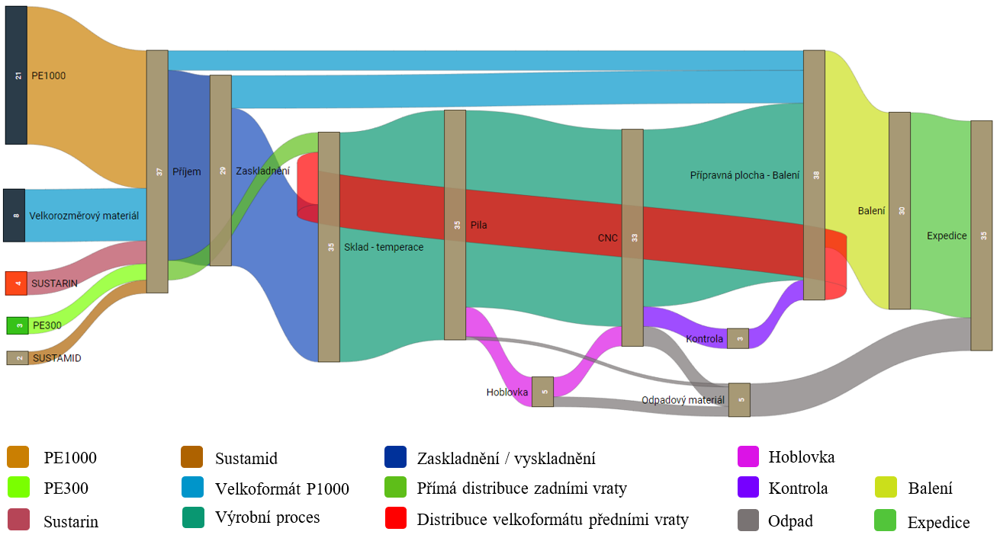 21 PE1000
8 Velkorozměrový materiál
4 SUSTARIN
3 PE300
2 SUSTAMID
37 Příjem
29 Zaskladnění
35 Sklad - temperace
35 Pila
5 Hoblovka
CNC 33
Přípravná plocha - Balení 38
Kontrola 3
Odpadový materiál 5
Balení 30
Expedice 35
PE1000
PE300
Sustarin
Sustamid
Velkoformát P1000
Výrobní proces
Zaskladnění / vyskladnění
Přímá distribuce zadními vraty
Distribuce velkoformátu předními vraty
Hoblovka
Kontrola
Odpad
Balení
Expedice